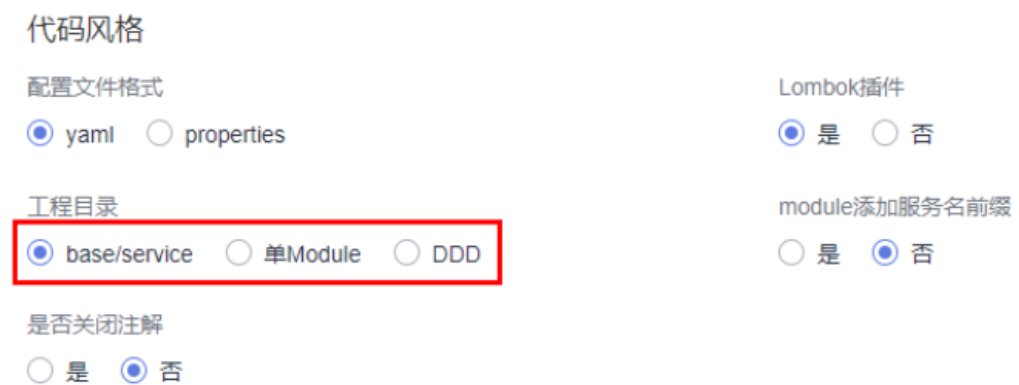 代码风格
配置文件格式
Lombok插件
yaml properties
是 否
工程目录
module添加服务名前缀
base/service 单Module DDD
是 否
是否关闭注解
是 否